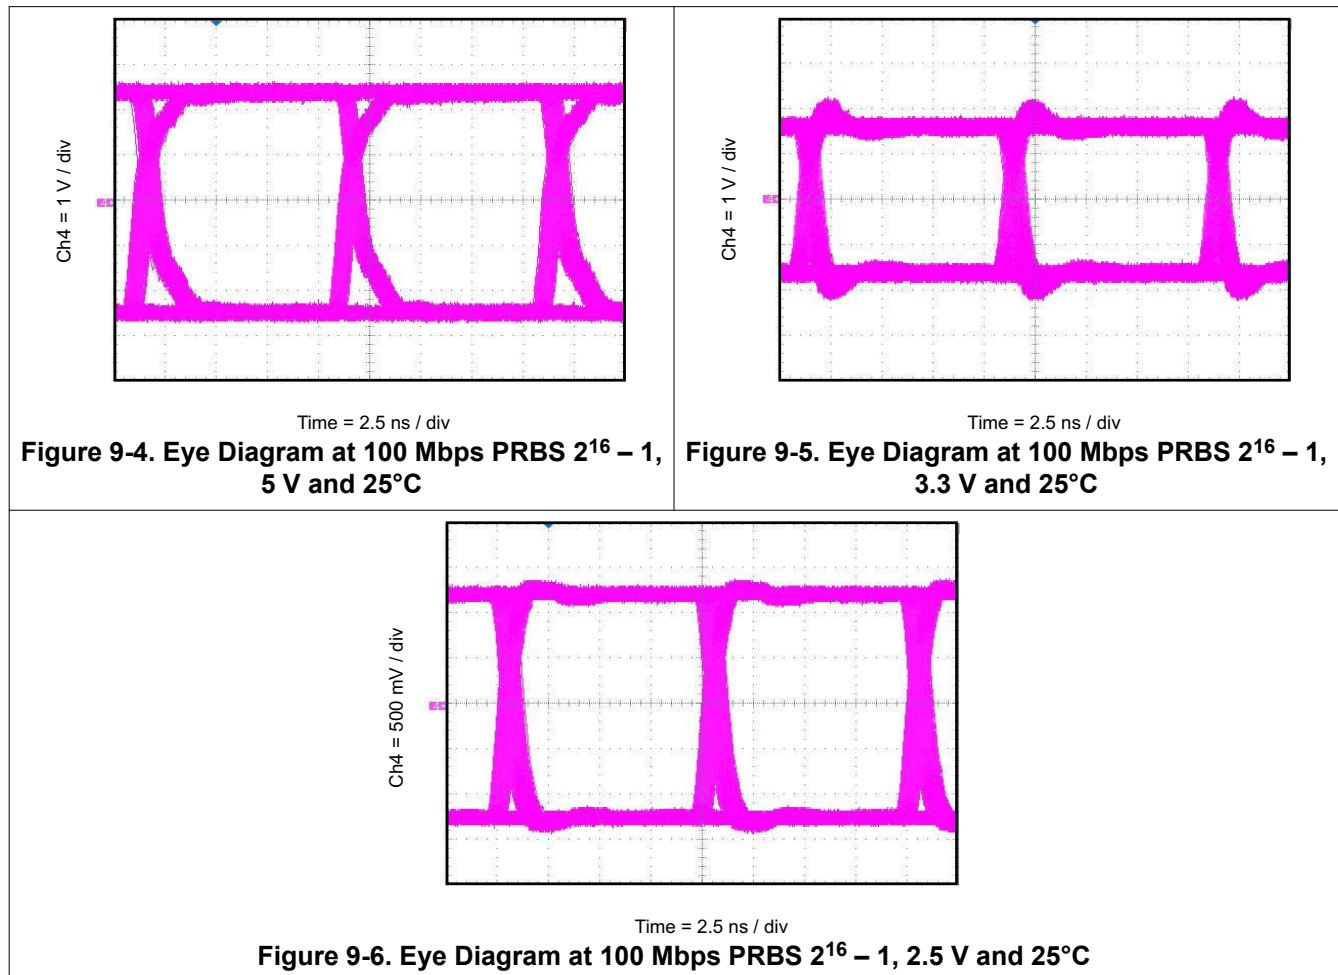 Ch4 = 1 V / div
Time = 2.5 ns / div
Figure 9-4. Eye Diagram at 100 Mbps PRBS 2¹⁶ – 1,
5 V and 25°C
Ch4 = 1 V / div
Time = 2.5 ns / div
Figure 9-5. Eye Diagram at 100 Mbps PRBS 2¹⁶ – 1,
3.3 V and 25°C
Ch4 = 500 mV / div
Time = 2.5 ns / div
Figure 9-6. Eye Diagram at 100 Mbps PRBS 2¹⁶ – 1, 2.5 V and 25°C